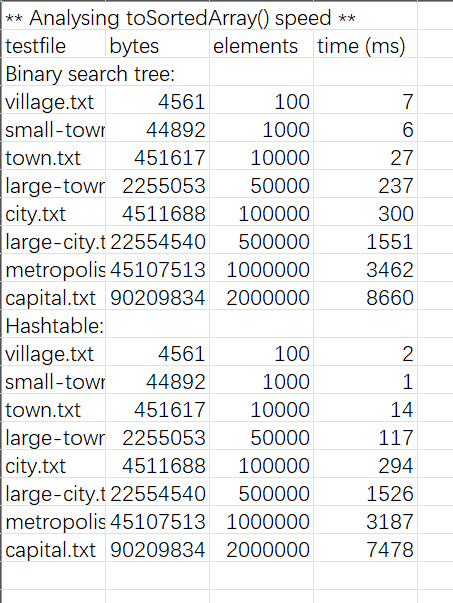 ** Analysing toSortedArray() speed **
testfile bytes elements time (ms)
Binary search tree:
village.txt 4561 100 7
small-town 44892 1000 6
town.txt 451617 10000 27
large-town 2255053 50000 237
city.txt 4511688 100000 300
large-city.t 22554540 500000 1551
metropolis 45107513 1000000 3462
capital.txt 90209834 2000000 8660
Hashtable:
village.txt 4561 100 2
small-town 44892 1000 1
town.txt 451617 10000 14
large-town 2255053 50000 117
city.txt 4511688 100000 294
large-city.t 22554540 500000 1526
metropolis 45107513 1000000 3187
capital.txt 90209834 2000000 7478